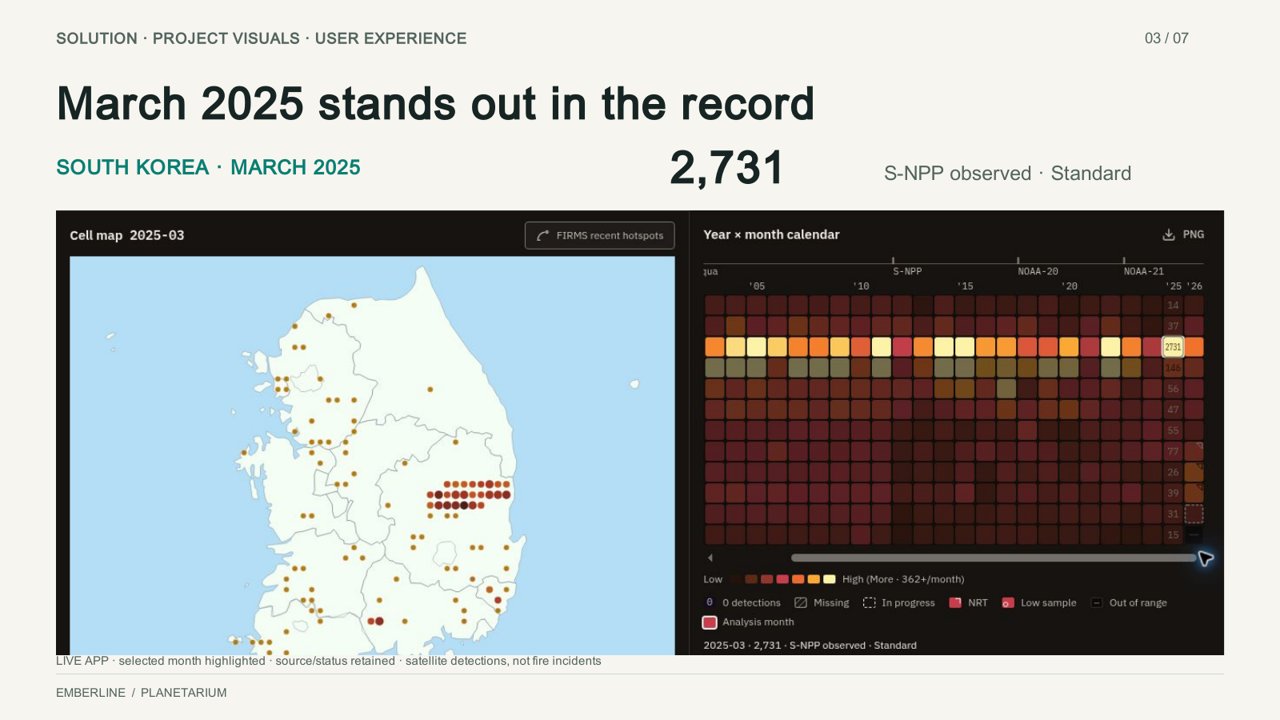 SOLUTION · PROJECT VISUALS · USER EXPERIENCE
03 / 07
March 2025 stands out in the record
SOUTH KOREA · MARCH 2025
2,731
S-NPP observed · Standard
Cell map 2025-03
FIRMS recent hotspots
Year × month calendar
PNG
qua S-NPP NOAA-20 NOAA-21
'05 '10 '15 '20 '25 '26
14
37
2731
146
56
47
55
77
26
39
31
15
Low High (More · 362+/month)
0 0 detections Missing In progress NRT Low sample Out of range
Analysis month
2025-03 · 2,731 · S-NPP observed · Standard
LIVE APP · selected month highlighted · source/status retained · satellite detections, not fire incidents
EMBERLINE / PLANETARIUM